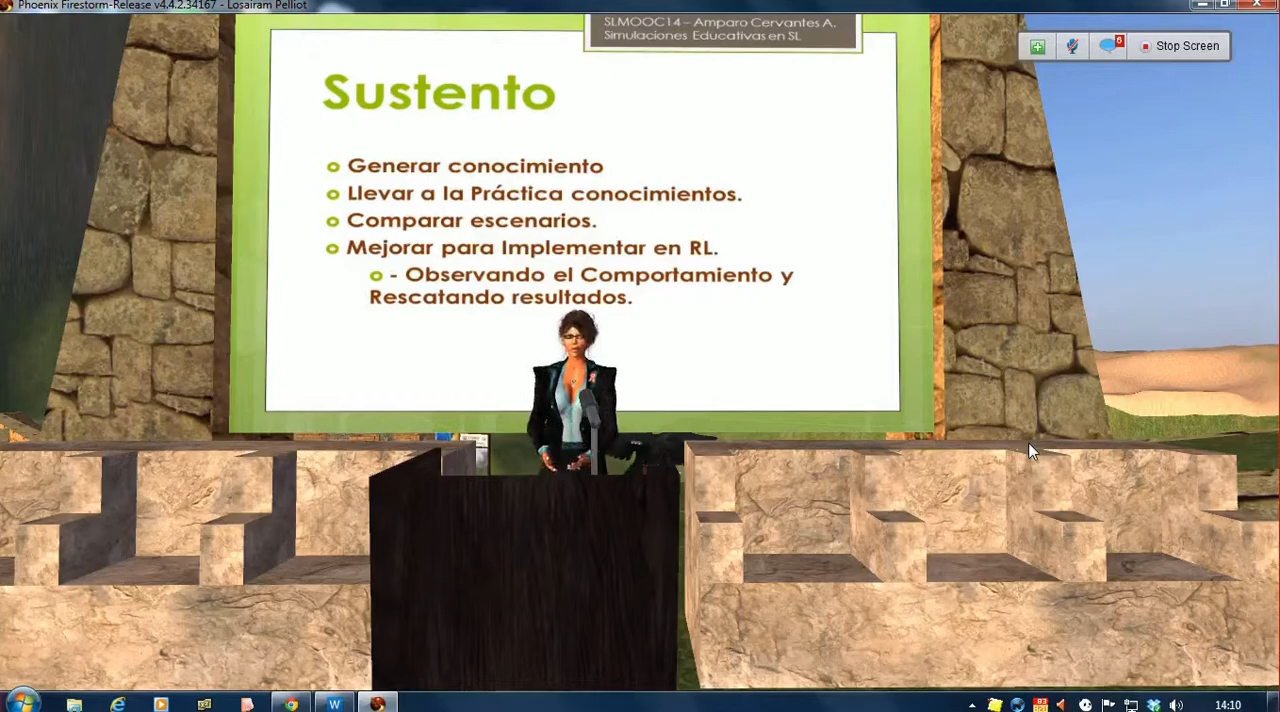 Phoenix Firestorm-Release v4.4.2.34167 - Losairam Pelliot
SLMOOC14 – Amparo Cervantes A.
Simulaciones Educativas en SL
6
Stop Screen
Sustento
Generar conocimiento
Llevar a la Práctica conocimientos.
Comparar escenarios.
Mejorar para Implementar en RL.
- Observando el Comportamiento y
Rescatando resultados.
14:10